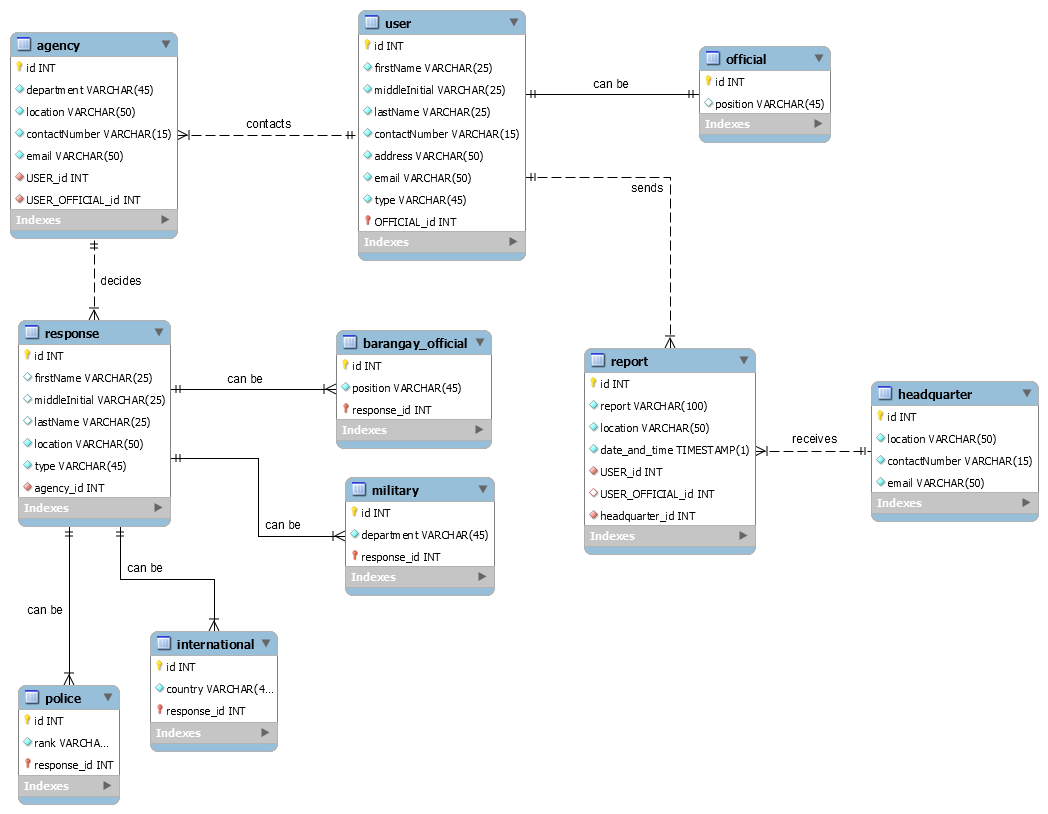 agency
id INT
department VARCHAR(45)
location VARCHAR(50)
contactNumber VARCHAR(15)
email VARCHAR(50)
USER_id INT
USER_OFFICIAL_id INT
Indexes
contacts
user
id INT
firstName VARCHAR(25)
middleInitial VARCHAR(25)
lastName VARCHAR(25)
contactNumber VARCHAR(15)
address VARCHAR(50)
email VARCHAR(50)
type VARCHAR(45)
OFFICIAL_id INT
Indexes
can be
official
id INT
position VARCHAR(45)
Indexes
sends
decides
response
id INT
firstName VARCHAR(25)
middleInitial VARCHAR(25)
lastName VARCHAR(25)
location VARCHAR(50)
type VARCHAR(45)
agency_id INT
Indexes
can be
barangay_official
id INT
position VARCHAR(45)
response_id INT
Indexes
can be
military
id INT
department VARCHAR(45)
response_id INT
Indexes
report
id INT
report VARCHAR(100)
location VARCHAR(50)
date_and_time TIMESTAMP(1)
USER_id INT
USER_OFFICIAL_id INT
headquarter_id INT
Indexes
receives
headquarter
id INT
location VARCHAR(50)
contactNumber VARCHAR(15)
email VARCHAR(50)
Indexes
can be
can be
international
id INT
country VARCHAR(4...
response_id INT
Indexes
police
id INT
rank VARCHA...
response_id INT
Indexes